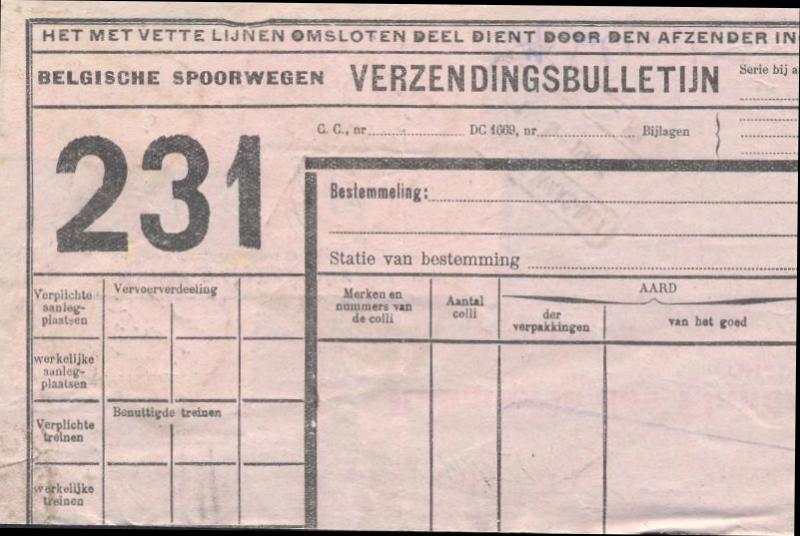 HET MET VETTE LIJNEN OMSLOTEN DEEL DIENT DOOR DEN AFZENDER IN
BELGISCHE SPOORWEGEN VERZENDINGSBULLETIJN Serie bij a
231
C. C., nr. DC 1669, nr. Bijlagen
Bestemmeling:
Statie van bestemming
Verplichte
aanleg-
plaatsen
Vervoerverdeeling
werkelijke
aanleg-
plaatsen
Verplichte
treinen
Benuttigde treinen
werkelijke
treinen
Merken en
nummers van
de colli
Aantal
colli
AARD
der
verpakkingen
van het goed